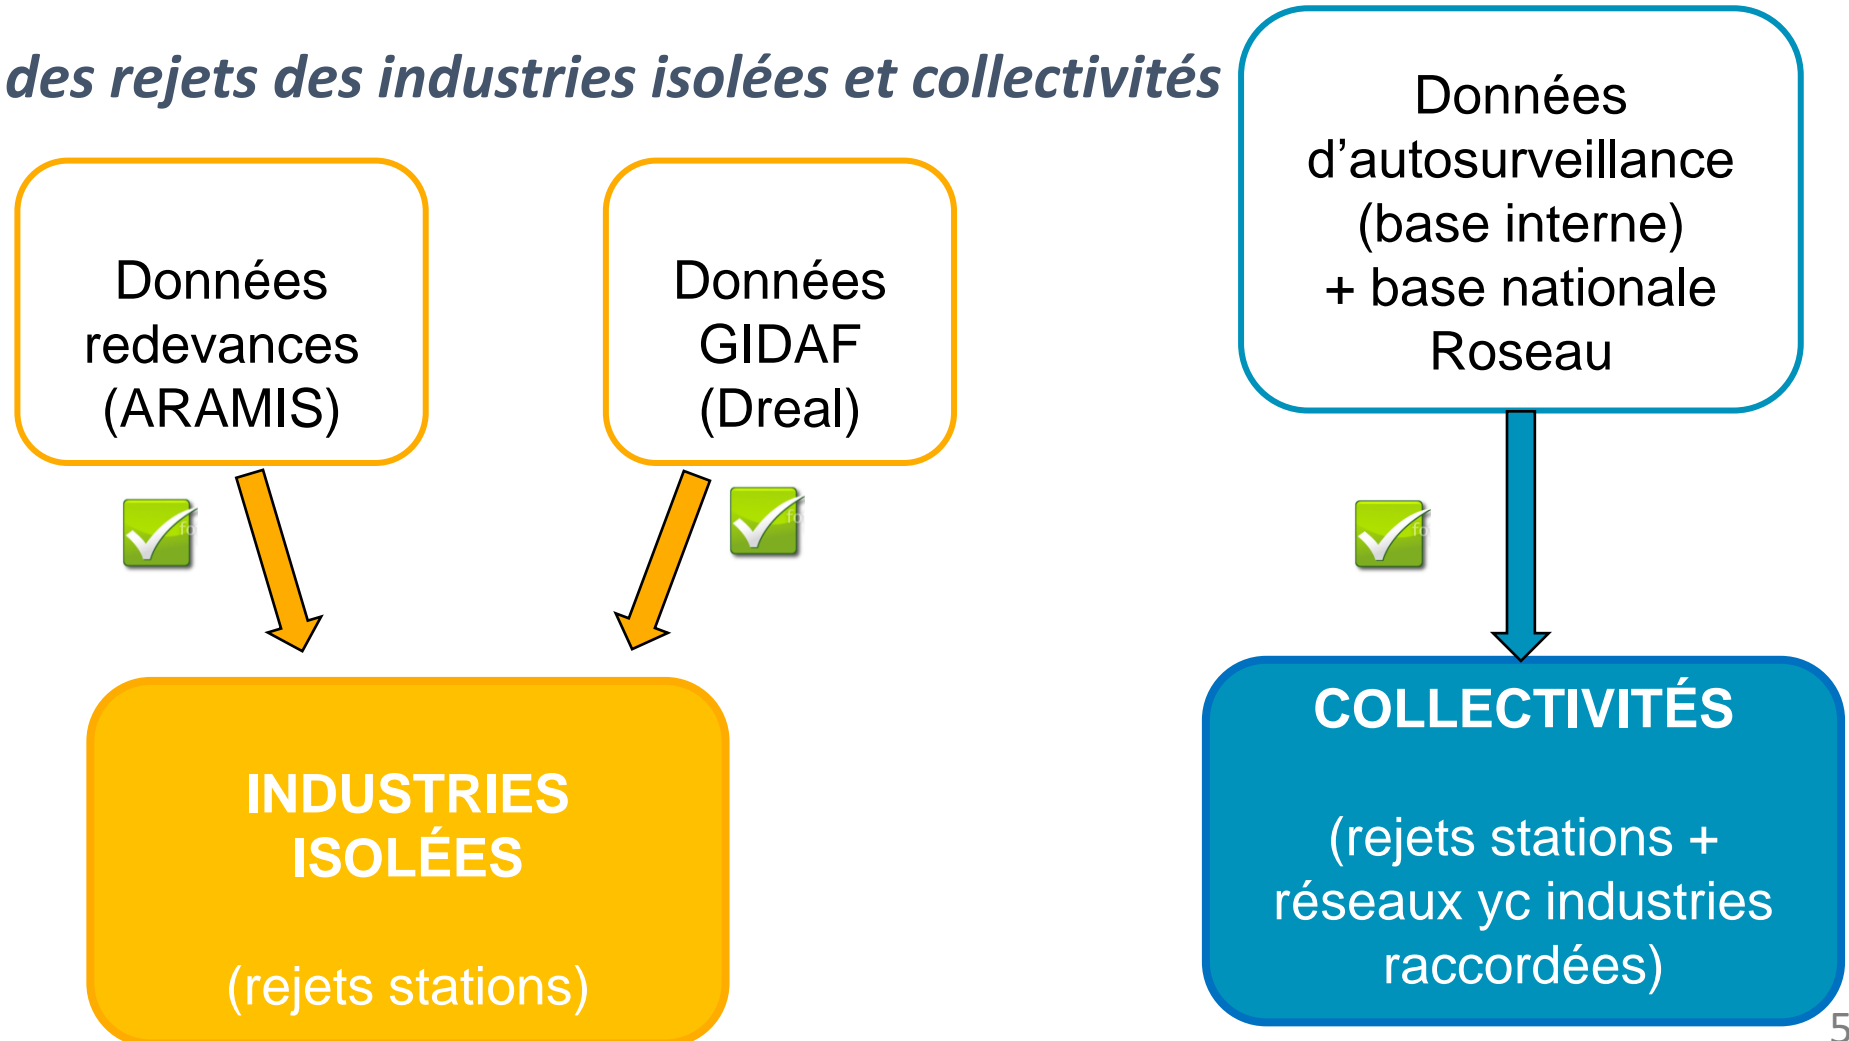 des rejets des industries isolées et collectivités
Données
redevances
(ARAMIS)
Données
GIDAF
(Dreal)
Données
d’autosurveillance
(base interne)
+ base nationale
Roseau
INDUSTRIES
ISOLÉES
(rejets stations)
COLLECTIVITÉS
(rejets stations +
réseaux yc industries
raccordées)
5